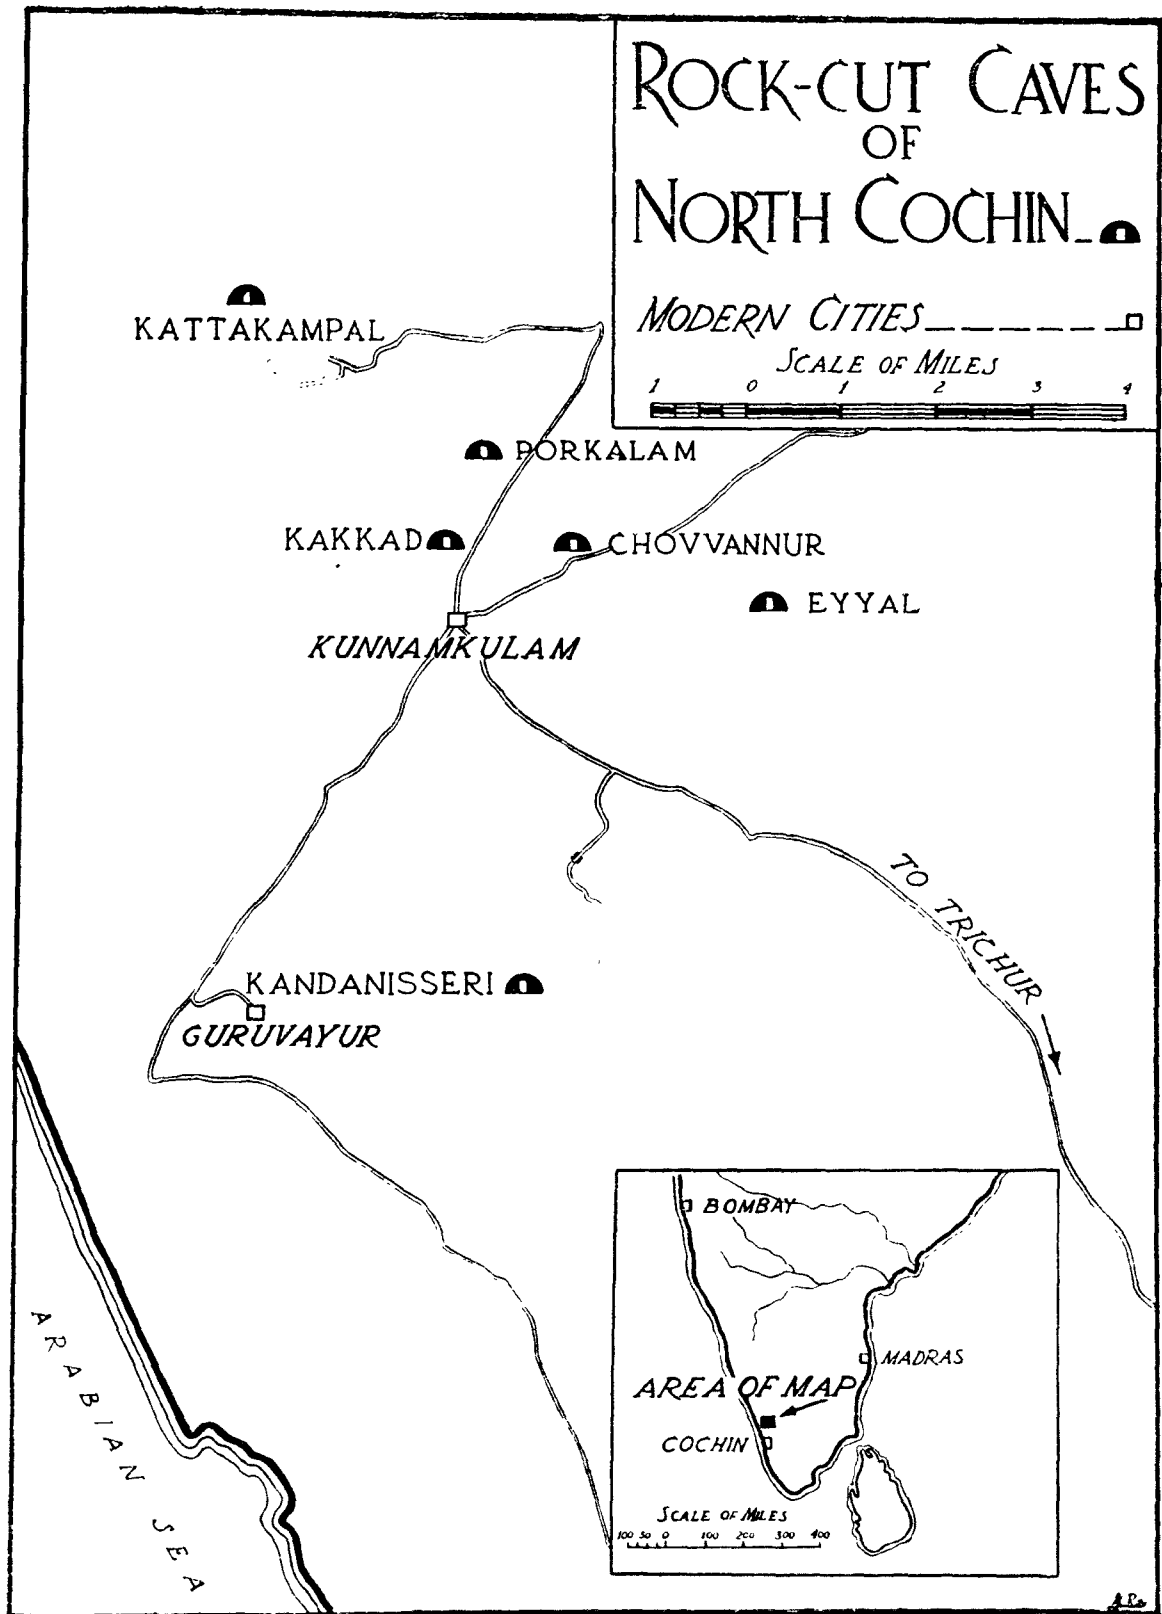 ROCK-CUT CAVES
OF
NORTH COCHIN
MODERN CITIES
SCALE OF MILES
1 0 1 2 3 4
KATTAKAMPAL
PORKALAM
KAKKAD
CHOVVANNUR
EYYAL
KUNNAMKULAM
TO TRICHUR
KANDANISSERI
GURUVAYUR
ARABIAN SEA
BOMBAY
MADRAS
AREA OF MAP
COCHIN
SCALE OF MILES
100 50 0 100 200 300 400